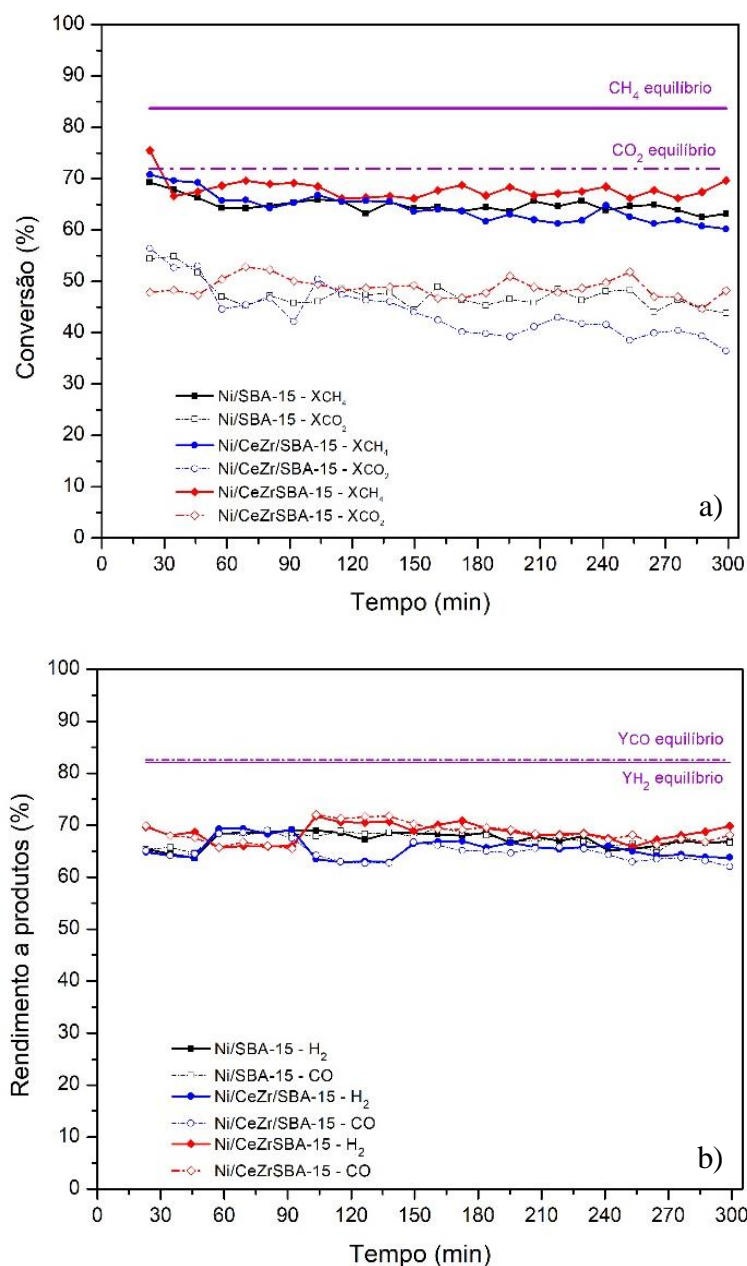 100
90
80
70
60
50
40
30
20
10
0
Conversão (%)
CH₄ equilíbrio
CO₂ equilíbrio
Ni/SBA-15 - XCH₄
Ni/SBA-15 - XCO₂
Ni/CeZr/SBA-15 - XCH₄
Ni/CeZr/SBA-15 - XCO₂
Ni/CeZrSBA-15 - XCH₄
Ni/CeZrSBA-15 - XCO₂
a)
0 30 60 90 120 150 180 210 240 270 300
Tempo (min)
100
90
80
70
60
50
40
30
20
10
0
Rendimento a produtos (%)
YCO equilíbrio
YH₂ equilíbrio
Ni/SBA-15 - H₂
Ni/SBA-15 - CO
Ni/CeZr/SBA-15 - H₂
Ni/CeZr/SBA-15 - CO
Ni/CeZrSBA-15 - H₂
Ni/CeZrSBA-15 - CO
b)
0 30 60 90 120 150 180 210 240 270 300
Tempo (min)